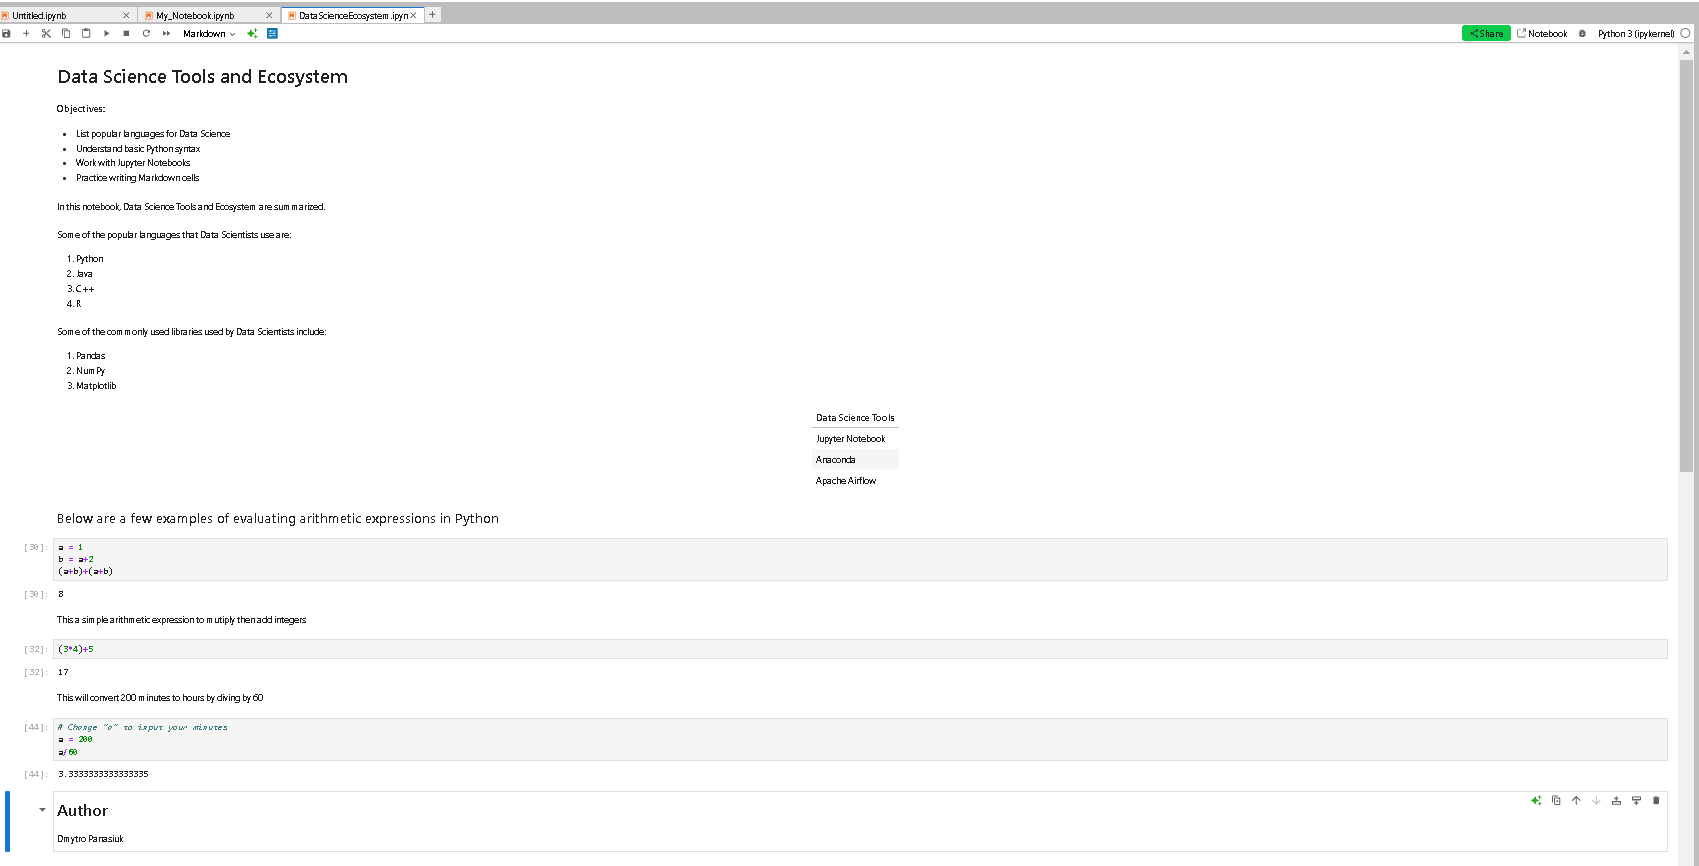 Untitled.ipynb
My_Notebook.ipynb
DataScienceEcosystem.ipyn
Markdown
Share
Notebook
Python 3 (ipykernel)
Data Science Tools and Ecosystem
Objectives:
List popular languages for Data Science
Understand basic Python syntax
Work with Jupyter Notebooks
Practice writing Markdown cells
In this notebook, Data Science Tools and Ecosystem are summarized.
Some of the popular languages that Data Scientists use are:
1. Python
2. Java
3. C++
4. R
Some of the commonly used libraries used by Data Scientists include:
1. Pandas
2. NumPy
3. Matplotlib
Data Science Tools
Jupyter Notebook
Anaconda
Apache Airflow
Below are a few examples of evaluating arithmetic expressions in Python
[30]: a = 1
b = a+2
(a+b)+(a+b)
[30]: 8
This a simple arithmetic expression to mutiply then add integers
[32]: (3*4)+5
[32]: 17
This will convert 200 minutes to hours by diving by 60
[44]: # Change "a" to input your minutes
a = 200
a/60
[44]: 3.3333333333333335
Author
Dmytro Panasiuk